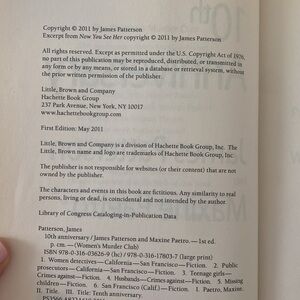 Copyright © 2011 by James Patterson
Excerpt from Now You See Her copyright © 2011 by James Patterson
All rights reserved. Except as permitted under the U.S. Copyright Act of 1976,
no part of this publication may be reproduced, distributed, or transmitted in
any form or by any means, or stored in a database or retrieval system, without
the prior written permission of the publisher.
Little, Brown and Company
Hachette Book Group
237 Park Avenue, New York, NY 10017
www.hachettebookgroup.com
First Edition: May 2011
Little, Brown and Company is a division of Hachette Book Group, Inc. The
Little, Brown name and logo are trademarks of Hachette Book Group, Inc.
The publisher is not responsible for websites (or their content) that are not
owned by the publisher.
The characters and events in this book are fictitious. Any similarity to real
persons, living or dead, is coincidental and not intended by the author.
Library of Congress Cataloging-in-Publication Data
Patterson, James
10th anniversary / James Patterson and Maxine Paetro. — 1st ed.
p. cm. — (Women's Murder Club)
ISBN 978-0-316-03626-9 (hc) / 978-0-316-17803-7 (large print)
1. Women detectives—California—San Francisco—Fiction. 2. Public
prosecutors—California—San Francisco—Fiction. 3. Teenage girls—
Crimes against—Fiction. 4. Husbands—Crimes against—Fiction. 5. Missing
children—Fiction. 6. San Francisco (Calif.)—Fiction. I. Paetro, Maxine.
II. Title. III. Title: Tenth anniversary.